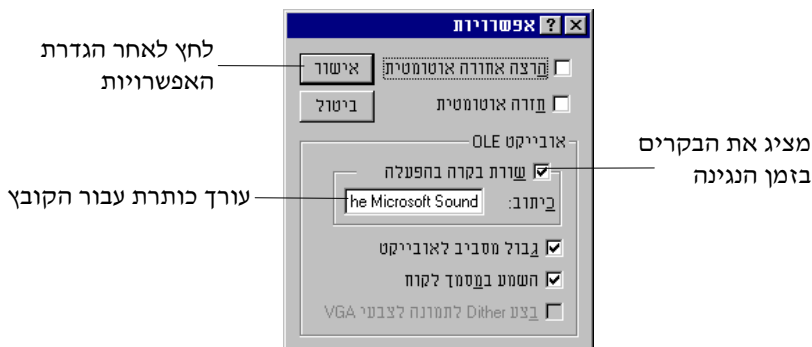 אפשרויות
לחץ לאחר הגדרת
האפשרויות
הרצה אחורה אוטומטית
אישור
חזרה אוטומטית
ביטול
אובייקט OLE
מציג את הבקרים
בזמן הנגינה
שורת בקרה בהפעלה
כיתוב:
he Microsoft Sound
עורך כותרת עבור הקובץ
גבול מסביב לאובייקט
השמע במסמך לקוח
בצע Dither לתמונה לצבעי VGA